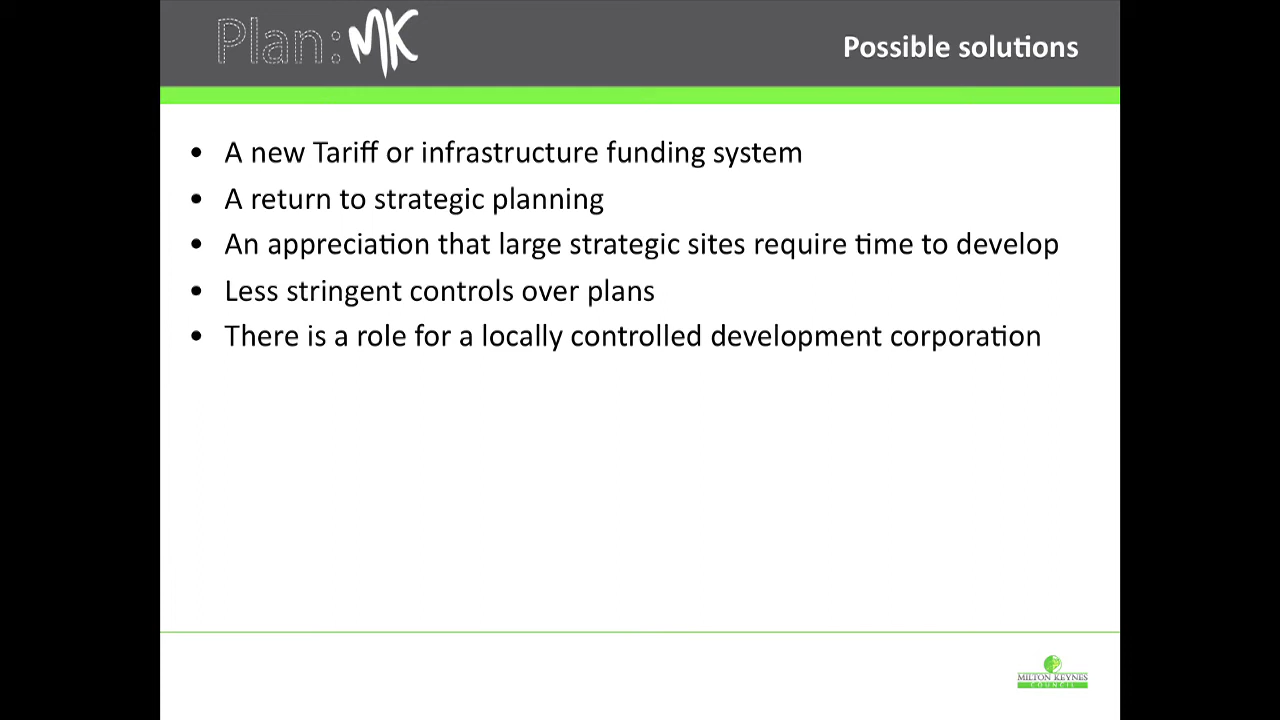 Plan:MK
Possible solutions
• A new Tariff or infrastructure funding system
• A return to strategic planning
• An appreciation that large strategic sites require time to develop
• Less stringent controls over plans
• There is a role for a locally controlled development corporation
MILTON KEYNES
COUNCIL